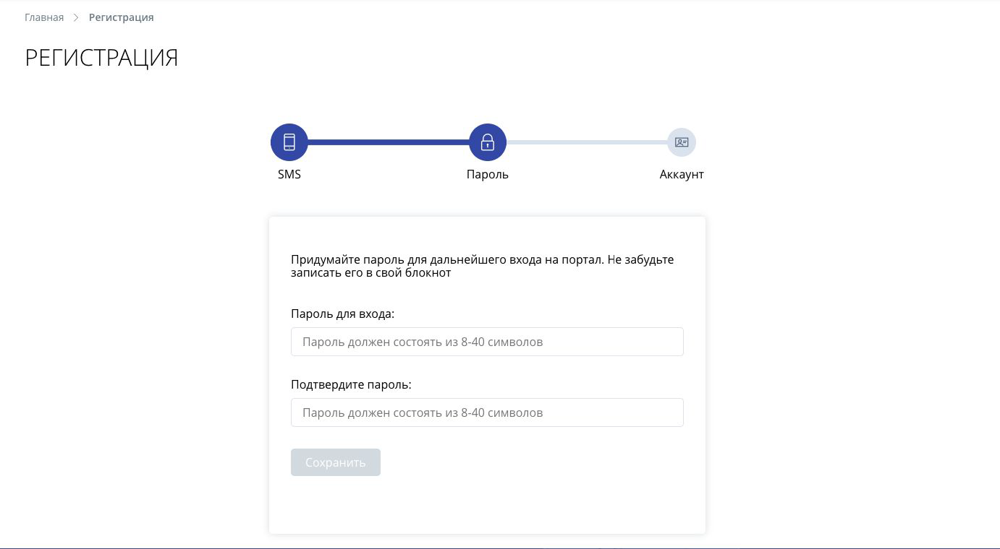 Главная > Регистрация
РЕГИСТРАЦИЯ
SMS Пароль Аккаунт
Придумайте пароль для дальнейшего входа на портал. Не забудьте
записать его в свой блокнот
Пароль для входа:
Пароль должен состоять из 8-40 символов
Подтвердите пароль:
Пароль должен состоять из 8-40 символов
Сохранить